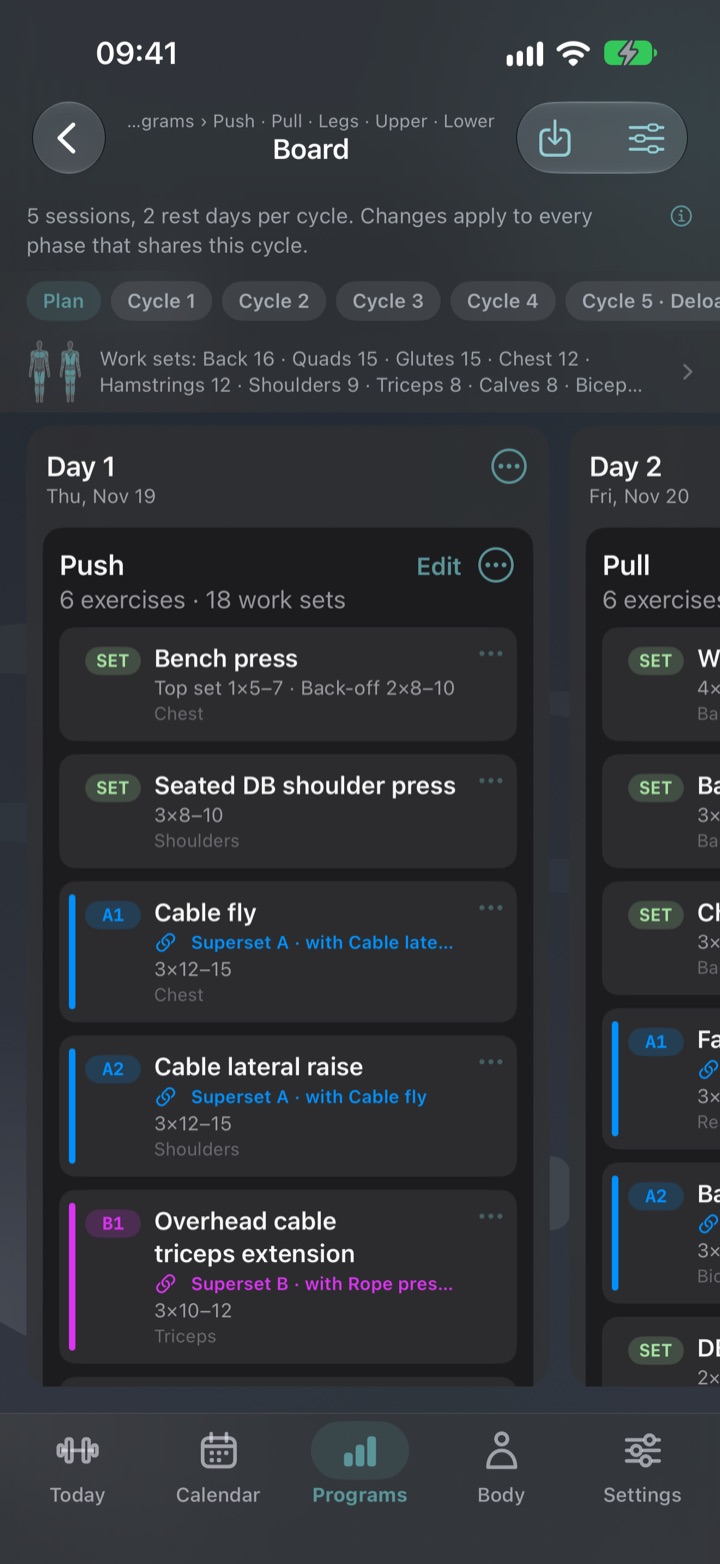 09:41
...grams › Push · Pull · Legs · Upper · Lower
Board
5 sessions, 2 rest days per cycle. Changes apply to every
phase that shares this cycle.
Plan
Cycle 1
Cycle 2
Cycle 3
Cycle 4
Cycle 5 · Deloa
Work sets: Back 16 · Quads 15 · Glutes 15 · Chest 12 ·
Hamstrings 12 · Shoulders 9 · Triceps 8 · Calves 8 · Bicep...
Day 1
Thu, Nov 19
Push
Edit
6 exercises · 18 work sets
SET
Bench press
Top set 1×5–7 · Back-off 2×8–10
Chest
SET
Seated DB shoulder press
3×8–10
Shoulders
A1
Cable fly
Superset A · with Cable late...
3×12–15
Chest
A2
Cable lateral raise
Superset A · with Cable fly
3×12–15
Shoulders
B1
Overhead cable
triceps extension
Superset B · with Rope pres...
3×10–12
Triceps
Day 2
Fri, Nov 20
Pull
6 exercises
SET
4×
SET
3×
SET
3×
A1
3×
A2
3×
SET
2×
Today
Calendar
Programs
Body
Settings